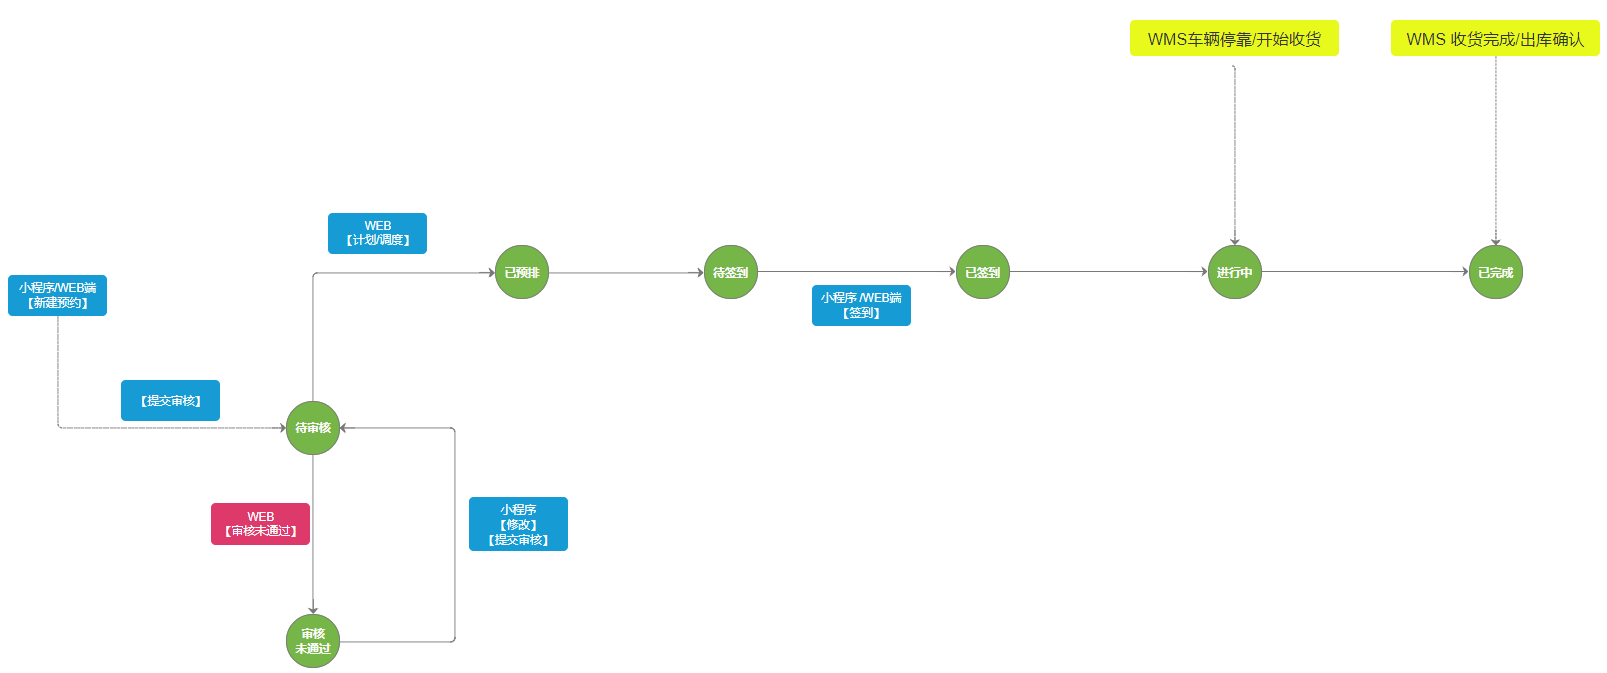 WMS车辆停靠/开始收货
WMS 收货完成/出库确认
WEB
【计划/调度】
已预排
待签到
已签到
进行中
已完成
小程序/WEB端
【新建预约】
小程序 /WEB端
【签到】
【提交审核】
待审核
WEB
【审核未通过】
小程序
【修改】
【提交审核】
审核
未通过